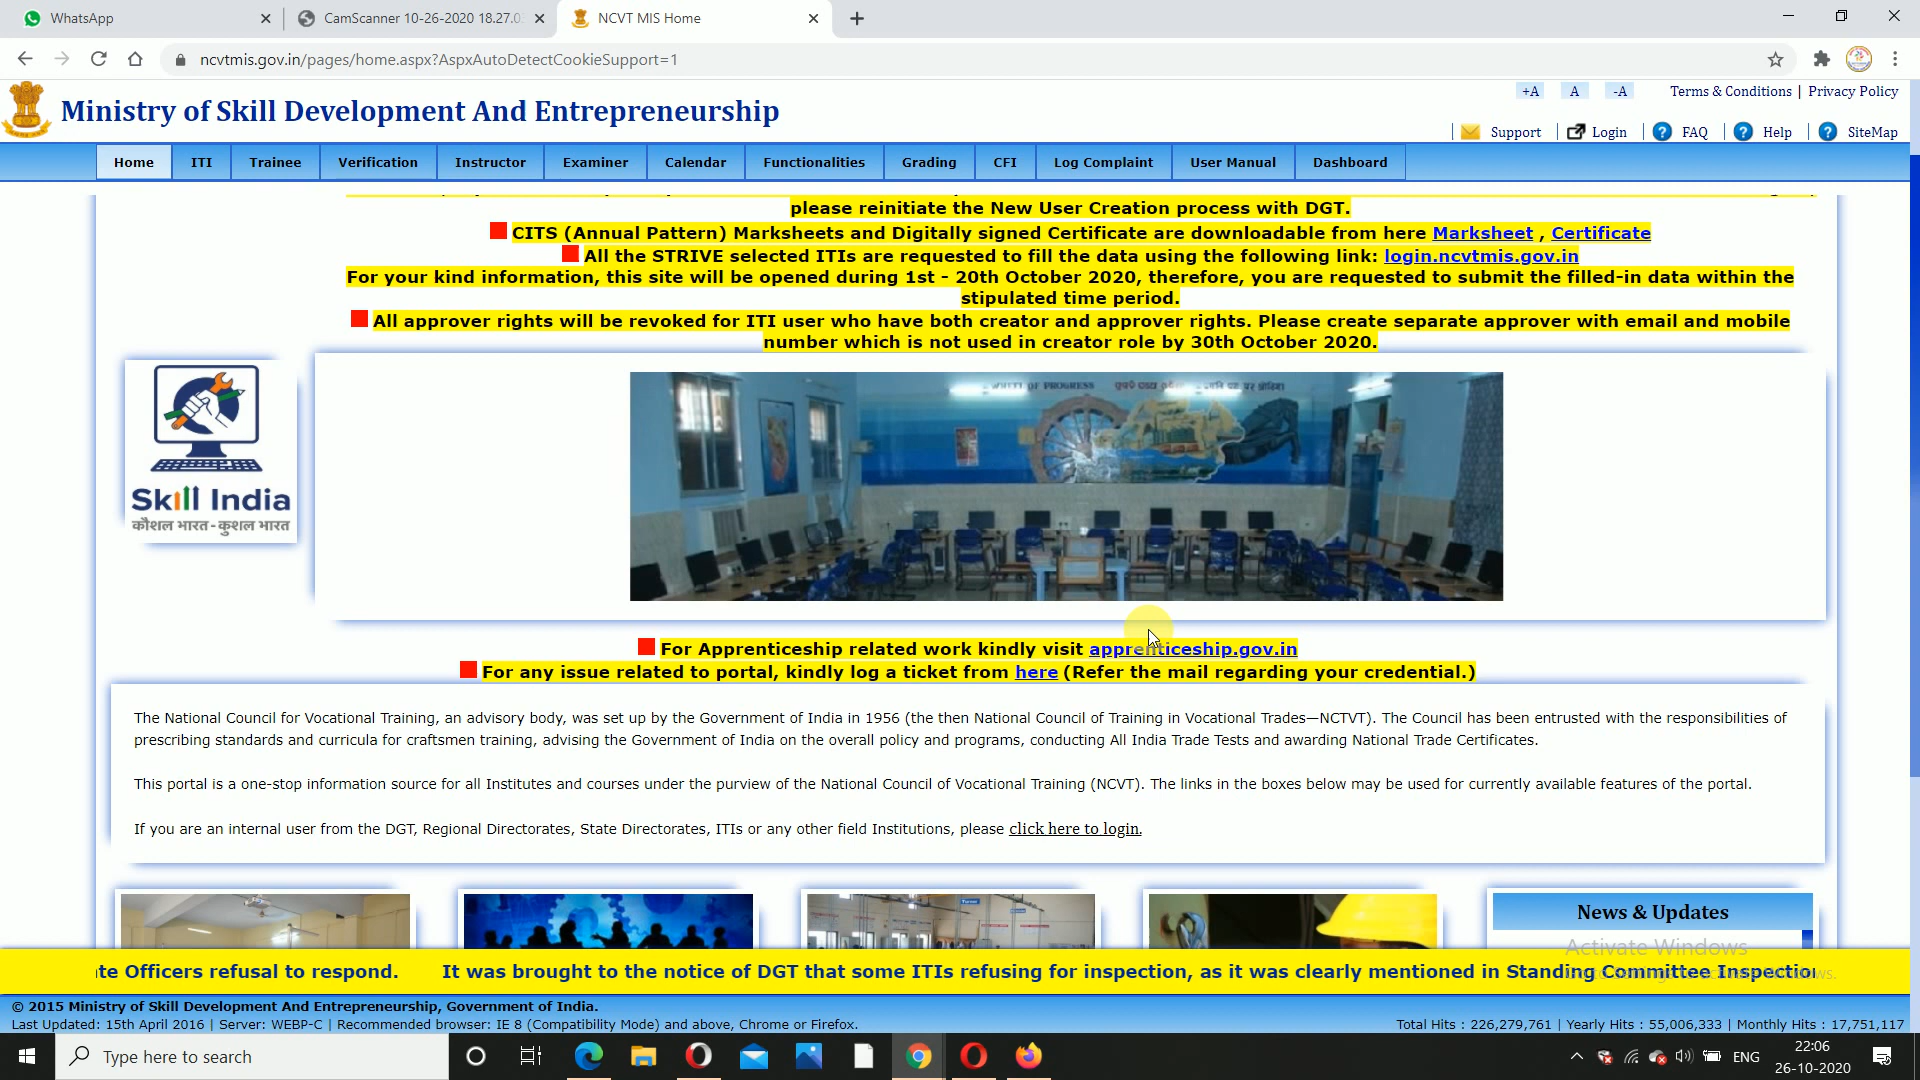 WhatsApp
CamScanner 10-26-2020 18.27.0
NCVT MIS Home
ncvtmis.gov.in/pages/home.aspx?AspxAutoDetectCookieSupport=1
Ministry of Skill Development And Entrepreneurship
+A A -A Terms & Conditions | Privacy Policy
Support Login FAQ Help SiteMap
Home ITI Trainee Verification Instructor Examiner Calendar Functionalities Grading CFI Log Complaint User Manual Dashboard
please reinitiate the New User Creation process with DGT.
CITS (Annual Pattern) Marksheets and Digitally signed Certificate are downloadable from here Marksheet , Certificate
All the STRIVE selected ITIs are requested to fill the data using the following link: login.ncvtmis.gov.in
For your kind information, this site will be opened during 1st - 20th October 2020, therefore, you are requested to submit the filled-in data within the
stipulated time period.
All approver rights will be revoked for ITI user who have both creator and approver rights. Please create separate approver with email and mobile
number which is not used in creator role by 30th October 2020.
OF PROGRESS
Skill India
कौशल भारत - कुशल भारत
For Apprenticeship related work kindly visit apprenticeship.gov.in
For any issue related to portal, kindly log a ticket from here (Refer the mail regarding your credential.)
The National Council for Vocational Training, an advisory body, was set up by the Government of India in 1956 (the then National Council of Training in Vocational Trades—NCTVT). The Council has been entrusted with the responsibilities of
prescribing standards and curricula for craftsmen training, advising the Government of India on the overall policy and programs, conducting All India Trade Tests and awarding National Trade Certificates.
This portal is a one-stop information source for all Institutes and courses under the purview of the National Council of Vocational Training (NCVT). The links in the boxes below may be used for currently available features of the portal.
If you are an internal user from the DGT, Regional Directorates, State Directorates, ITIs or any other field Institutions, please click here to login.
News & Updates
Activate Windows
te Officers refusal to respond. It was brought to the notice of DGT that some ITIs refusing for inspection, as it was clearly mentioned in Standing Committee Inspection
© 2015 Ministry of Skill Development And Entrepreneurship, Government of India.
Last Updated: 15th April 2016 | Server: WEBP-C | Recommended browser: IE 8 (Compatibility Mode) and above, Chrome or Firefox.
Total Hits : 226,279,761 | Yearly Hits : 55,006,333 | Monthly Hits : 17,751,117
Type here to search
ENG
22:06
26-10-2020